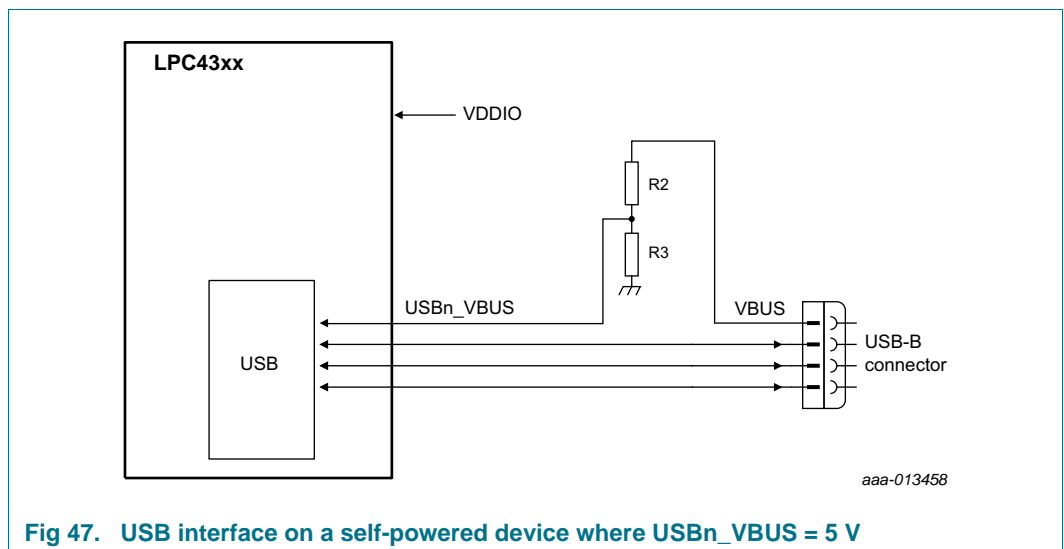 LPC43xx
VDDIO
R2
R3
USBn_VBUS
VBUS
USB
USB-B
connector
aaa-013458
Fig 47. USB interface on a self-powered device where USBn_VBUS = 5 V